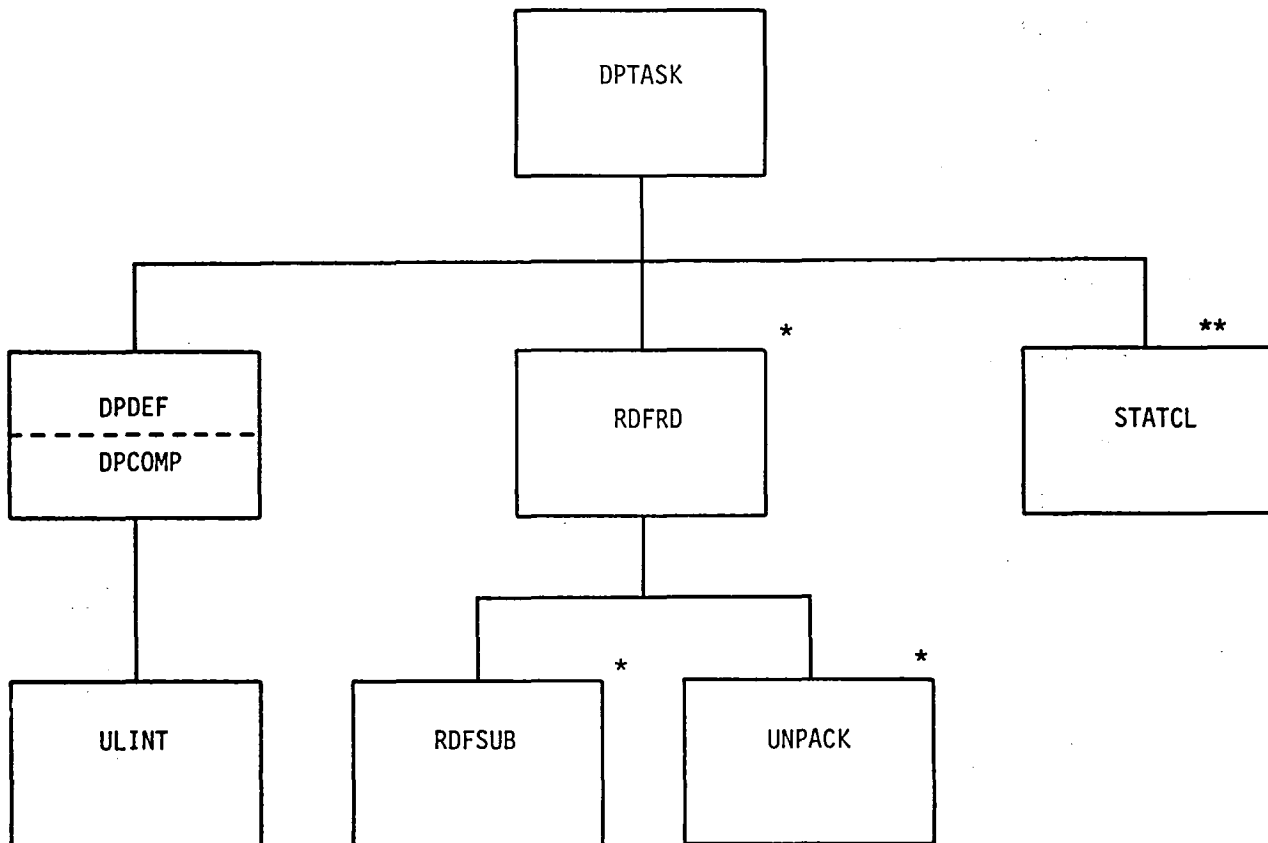 DPTASK
*
**
DPDEF
RDFRD
STATCL
DPCOMP
*
*
ULINT
RDFSUB
UNPACK